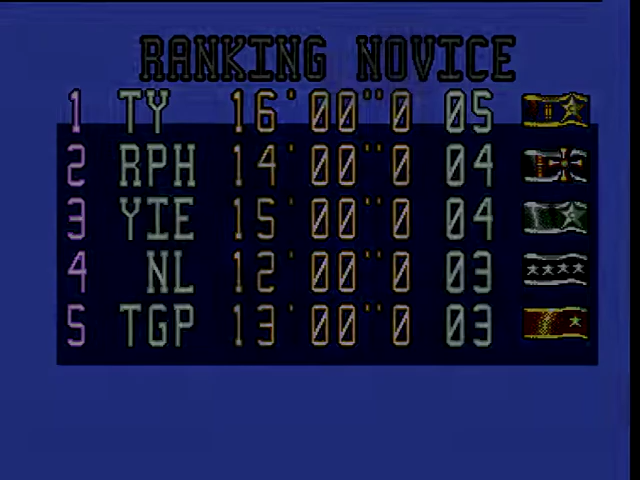 RANKING NOVICE
1 TY 16'00"0 05
2 RPH 14'00"0 04
3 YIE 15'00"0 04
4 NL 12'00"0 03
5 TGP 13'00"0 03